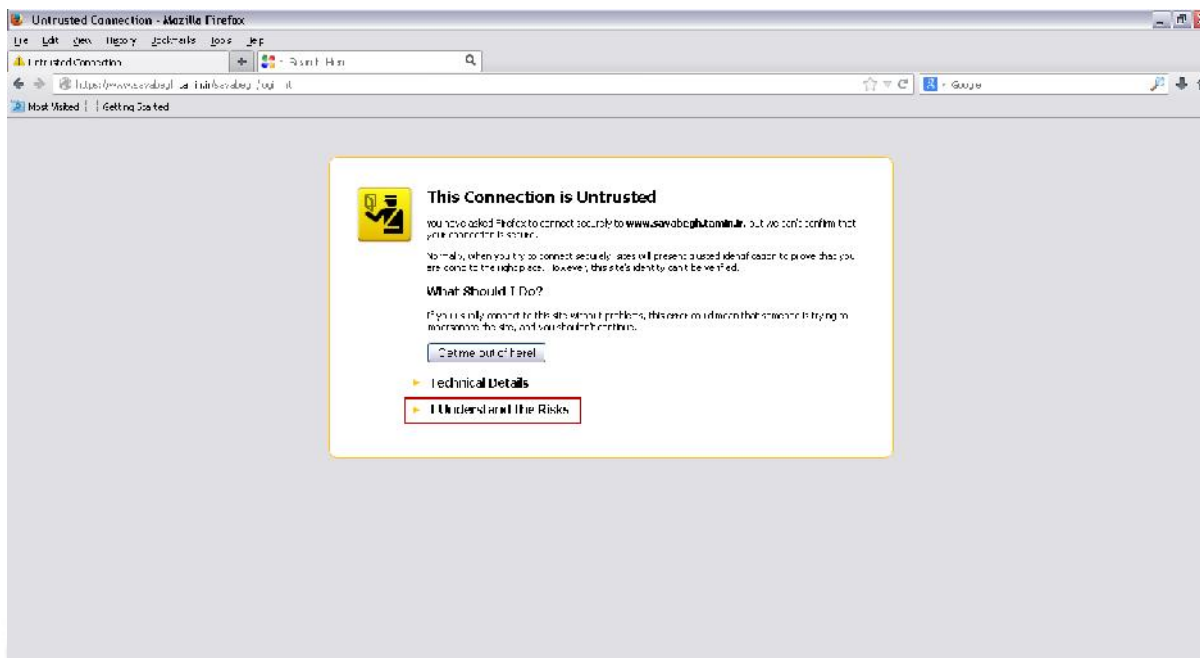 Untrusted Connection - Mozilla Firefox
Edit View History Bookmarks Tools Help
Untrusted Connection
Google
Most Visited Getting Started
This Connection is Untrusted
You have asked Firefox to connect securely to www.savabegh.tamin.ir, but we can't confirm that
your connection is secure.
Normally, when you try to connect securely, sites will present trusted identification to prove that you
are going to the right place. However, this site's identity can't be verified.
What Should I Do?
If you usually connect to this site without problems, this error could mean that someone is trying to
impersonate the site, and you shouldn't continue.
Get me out of here!
Technical Details
I Understand the Risks